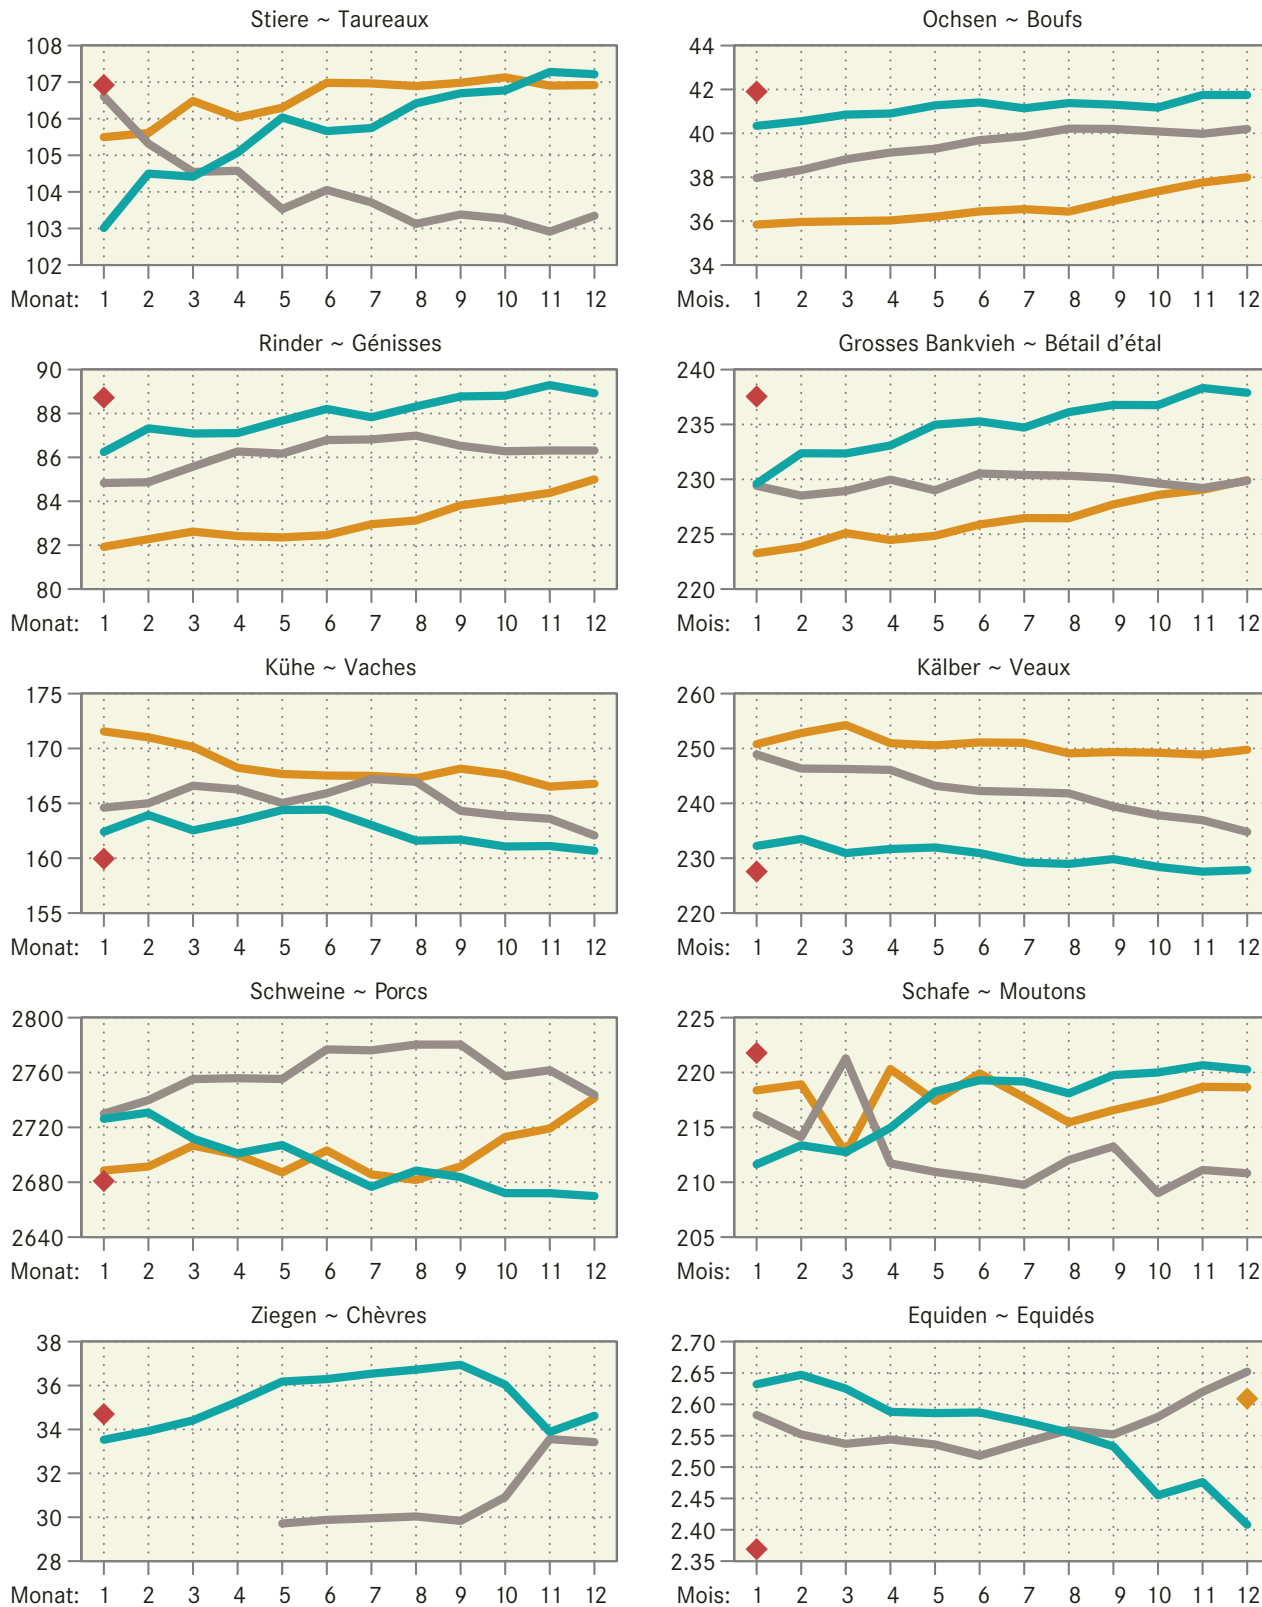 Stiere ~ Taureaux
108
107
106
105
104
103
102
Monat: 1 2 3 4 5 6 7 8 9 10 11 12
Ochsen ~ Boufs
44
42
40
38
36
34
Mois. 1 2 3 4 5 6 7 8 9 10 11 12
Rinder ~ Génisses
90
88
86
84
82
80
Monat: 1 2 3 4 5 6 7 8 9 10 11 12
Grosses Bankvieh ~ Bétail d'étal
240
235
230
225
220
Mois: 1 2 3 4 5 6 7 8 9 10 11 12
Kühe ~ Vaches
175
170
165
160
155
Monat: 1 2 3 4 5 6 7 8 9 10 11 12
Kälber ~ Veaux
260
250
240
230
220
Mois: 1 2 3 4 5 6 7 8 9 10 11 12
Schweine ~ Porcs
2800
2760
2720
2680
2640
Monat: 1 2 3 4 5 6 7 8 9 10 11 12
Schafe ~ Moutons
225
220
215
210
205
Mois: 1 2 3 4 5 6 7 8 9 10 11 12
Ziegen ~ Chèvres
38
36
34
32
30
28
Monat: 1 2 3 4 5 6 7 8 9 10 11 12
Equiden ~ Equidés
2.70
2.65
2.60
2.55
2.50
2.45
2.40
2.35
Mois: 1 2 3 4 5 6 7 8 9 10 11 12